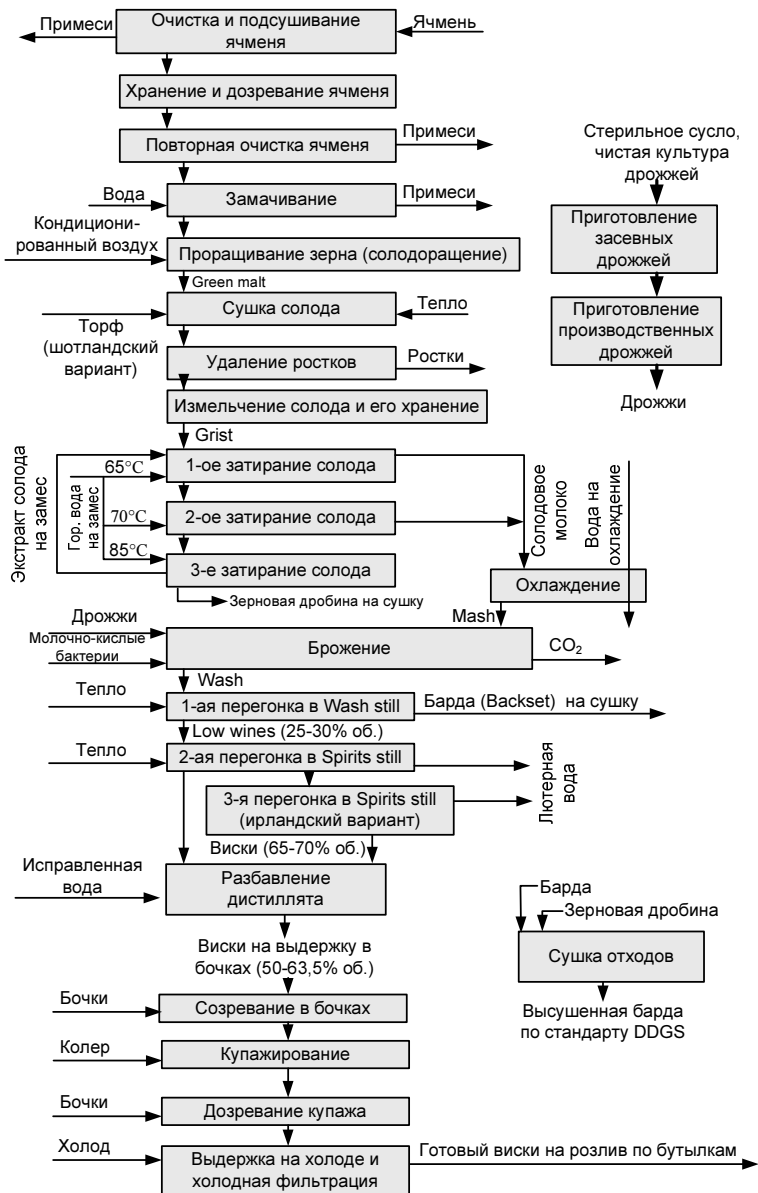 Примеси
Очистка и подсушивание
ячменя
Ячмень
Хранение и дозревание ячменя
Повторная очистка ячменя
Примеси
Вода
Замачивание
Примеси
Кондициони-
рованный воздух
Проращивание зерна (солодоращение)
Green malt
Сушка солода
Тепло
Торф
(шотландский
вариант)
Удаление ростков
Ростки
Измельчение солода и его хранение
Grist
Стерильное сусло,
чистая культура
дрожжей
Приготовление
засевных
дрожжей
Приготовление
производственных
дрожжей
Дрожжи
Экстракт солода
на замес
Гор. вода
на замес
65°C
1-ое затирание солода
70°C
2-ое затирание солода
85°C
3-е затирание солода
Зерновая дробина на сушку
Солодовое
молоко
Вода на
охлаждение
Охлаждение
Mash
Дрожжи
Молочно-кислые
бактерии
Брожение
CO2
Wash
Тепло
1-ая перегонка в Wash still
Барда (Backset) на сушку
Low wines (25-30% об.)
Тепло
2-ая перегонка в Spirits still
3-я перегонка в Spirits still
(ирландский вариант)
Лютерная
вода
Виски (65-70% об.)
Исправленная
вода
Разбавление
дистиллята
Виски на выдержку в
бочках (50-63,5% об.)
Барда
Зерновая дробина
Сушка отходов
Высушенная барда
по стандарту DDGS
Бочки
Созревание в бочках
Колер
Купажирование
Бочки
Дозревание купажа
Холод
Выдержка на холоде и
холодная фильтрация
Готовый виски на розлив по бутылкам